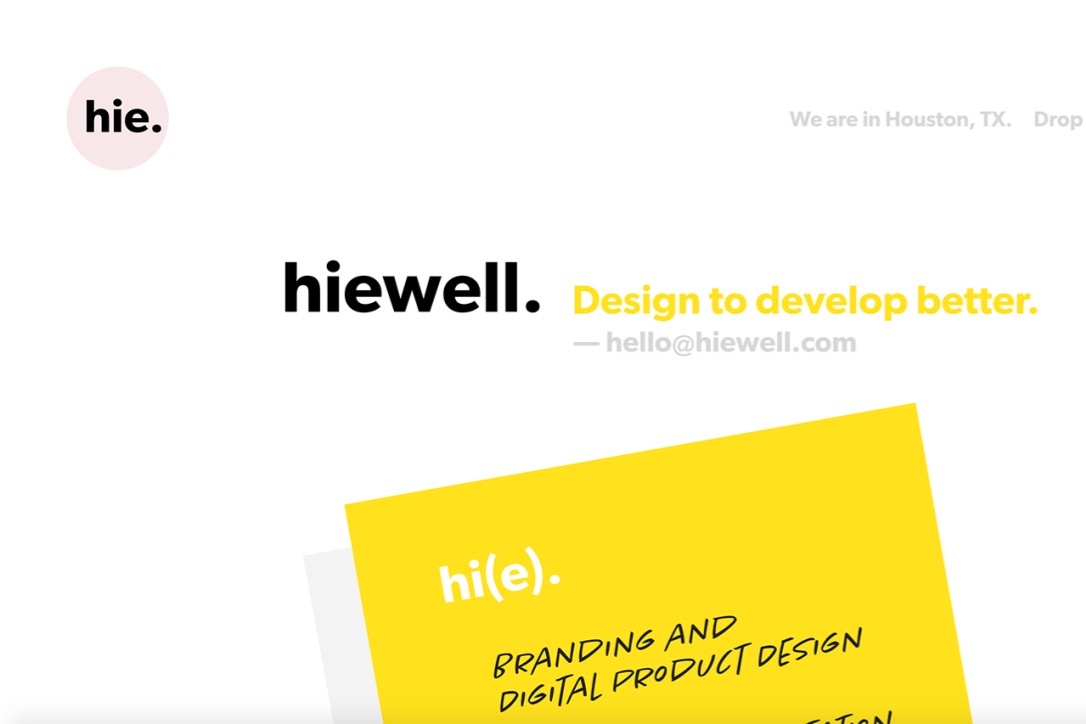 hie.
We are in Houston, TX. Drop
hiewell.
Design to develop better.
— hello@hiewell.com
hi(e).
BRANDING AND
DIGITAL PRODUCT DESIGN